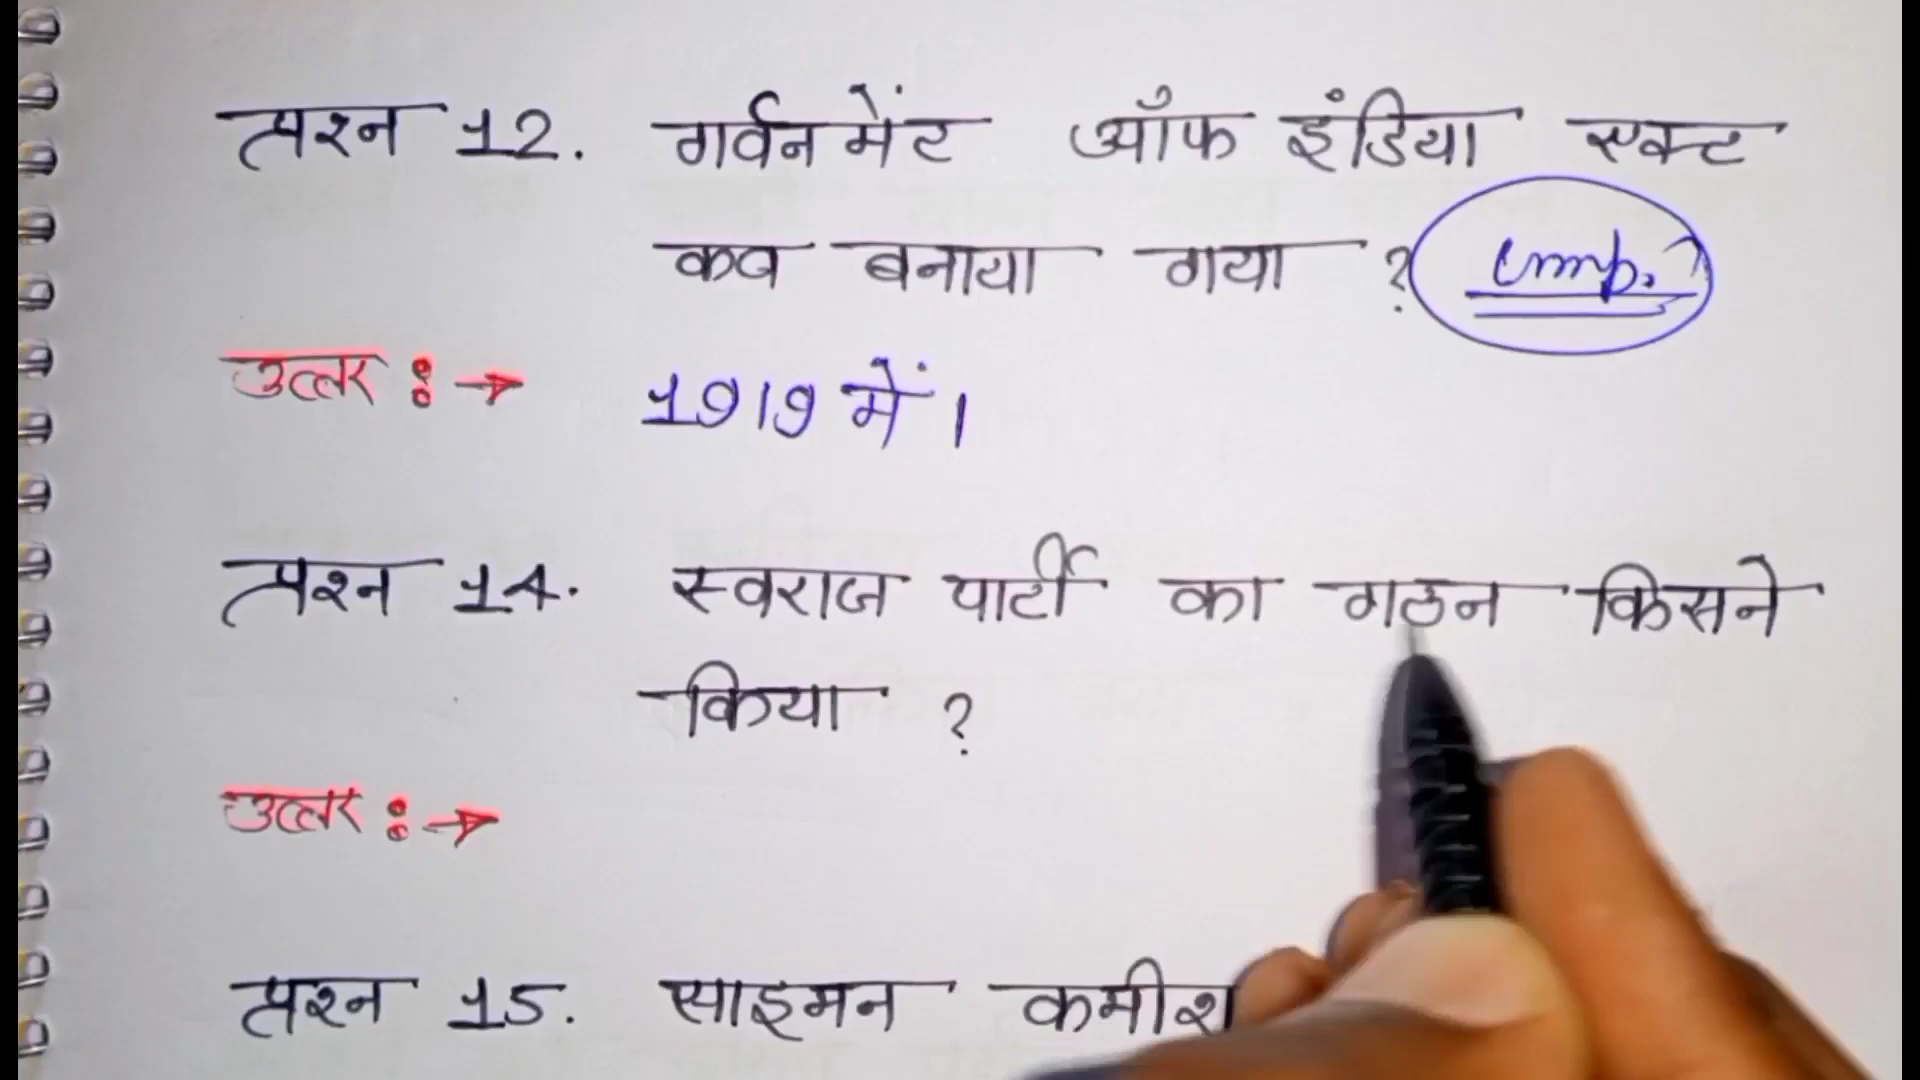 प्रश्न 12. गर्वनमेंट ऑफ इंडिया एक्ट
कब बनाया गया ?
Imp.
उत्तर :→ 1919 में।
प्रश्न 14. स्वराज पार्टी का गठन किसने
किया ?
उत्तर :→
प्रश्न 15. साइमन